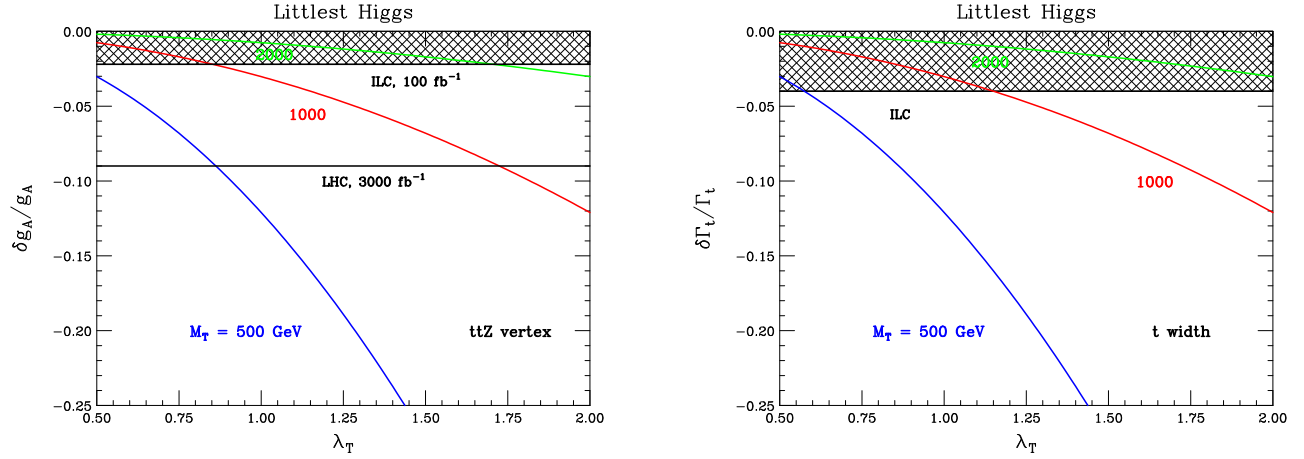 Littlest Higgs
0.00
−0.05
−0.10
−0.15
−0.20
−0.25
δg_A/g_A
2000
ILC, 100 fb⁻¹
1000
LHC, 3000 fb⁻¹
M_T = 500 GeV
ttZ vertex
0.50
0.75
1.00
1.25
1.50
1.75
2.00
λ_T
Littlest Higgs
0.00
−0.05
−0.10
−0.15
−0.20
−0.25
δΓ_t/Γ_t
2000
ILC
1000
M_T = 500 GeV
t width
0.50
0.75
1.00
1.25
1.50
1.75
2.00
λ_T